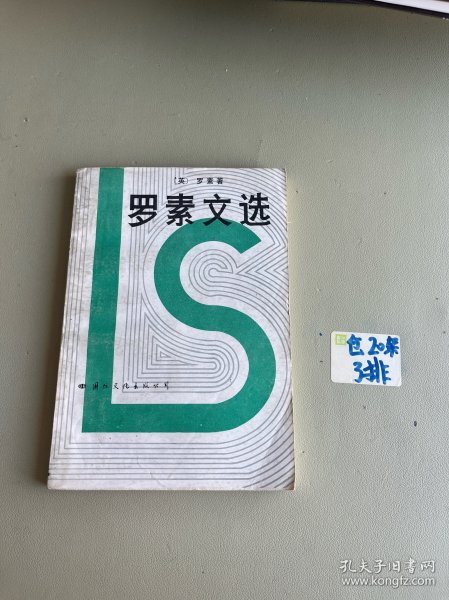 〔英〕 罗素著
罗素文选
LS
国际文化出版公司
包20架
3排
孔夫子旧书网
www.kongfz.com